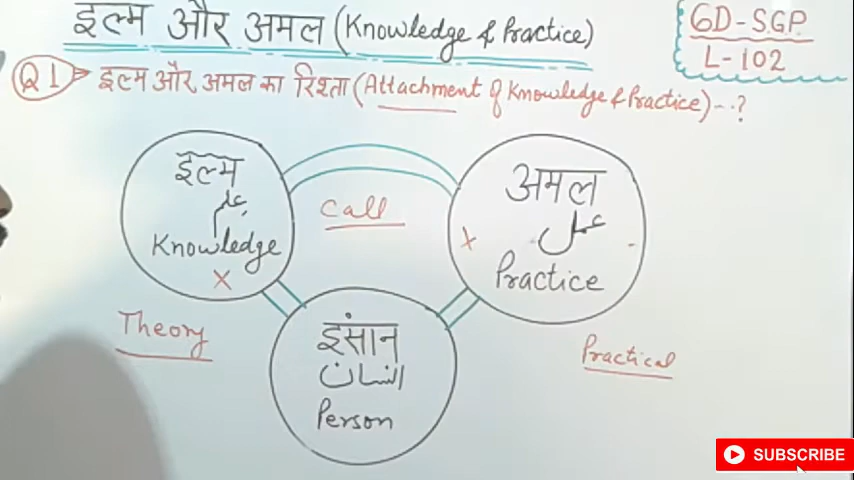 इल्म और अमल (Knowledge & Practice)
GD-S.G.P.
L-102
Q1 इल्म और अमल का रिश्ता (Attachment of Knowledge & Practice)--?
इल्म
علم
Knowledge
X
Call
अमल
عمل
X
Practice
Theory
इंसान
انسان
Person
Practical
SUBSCRIBE